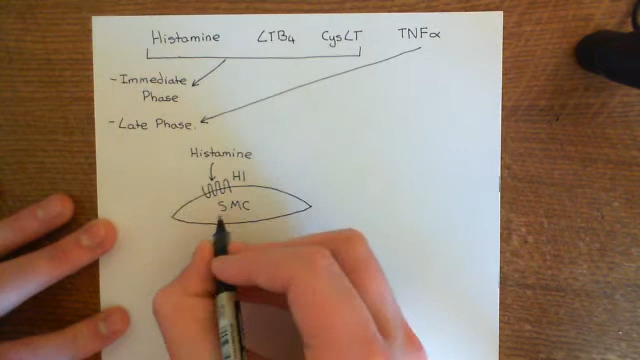 Histamine LTB4 CysLT TNFα
- Immediate
Phase
- Late Phase.
Histamine
H1
SMC